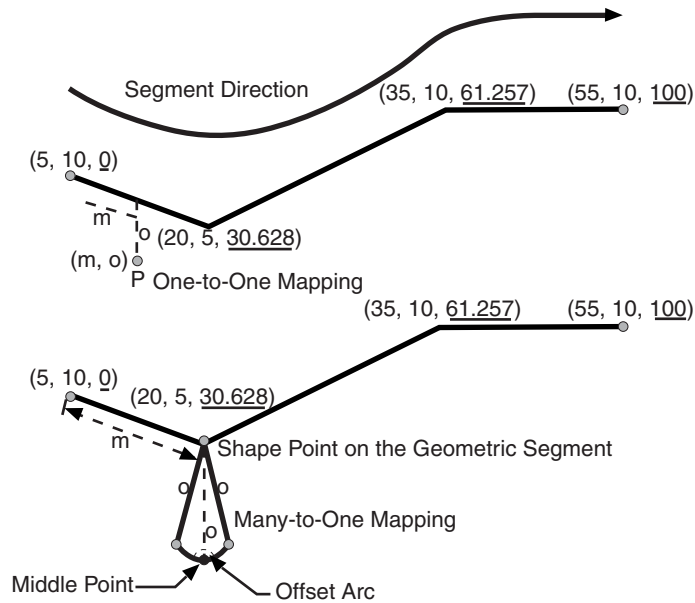 Segment Direction
(35, 10, 61.257) (55, 10, 100)
(5, 10, 0)
m
o (20, 5, 30.628)
(m, o)
P One-to-One Mapping
(35, 10, 61.257) (55, 10, 100)
(5, 10, 0) (20, 5, 30.628)
m
Shape Point on the Geometric Segment
o o
o Many-to-One Mapping
Middle Point Offset Arc